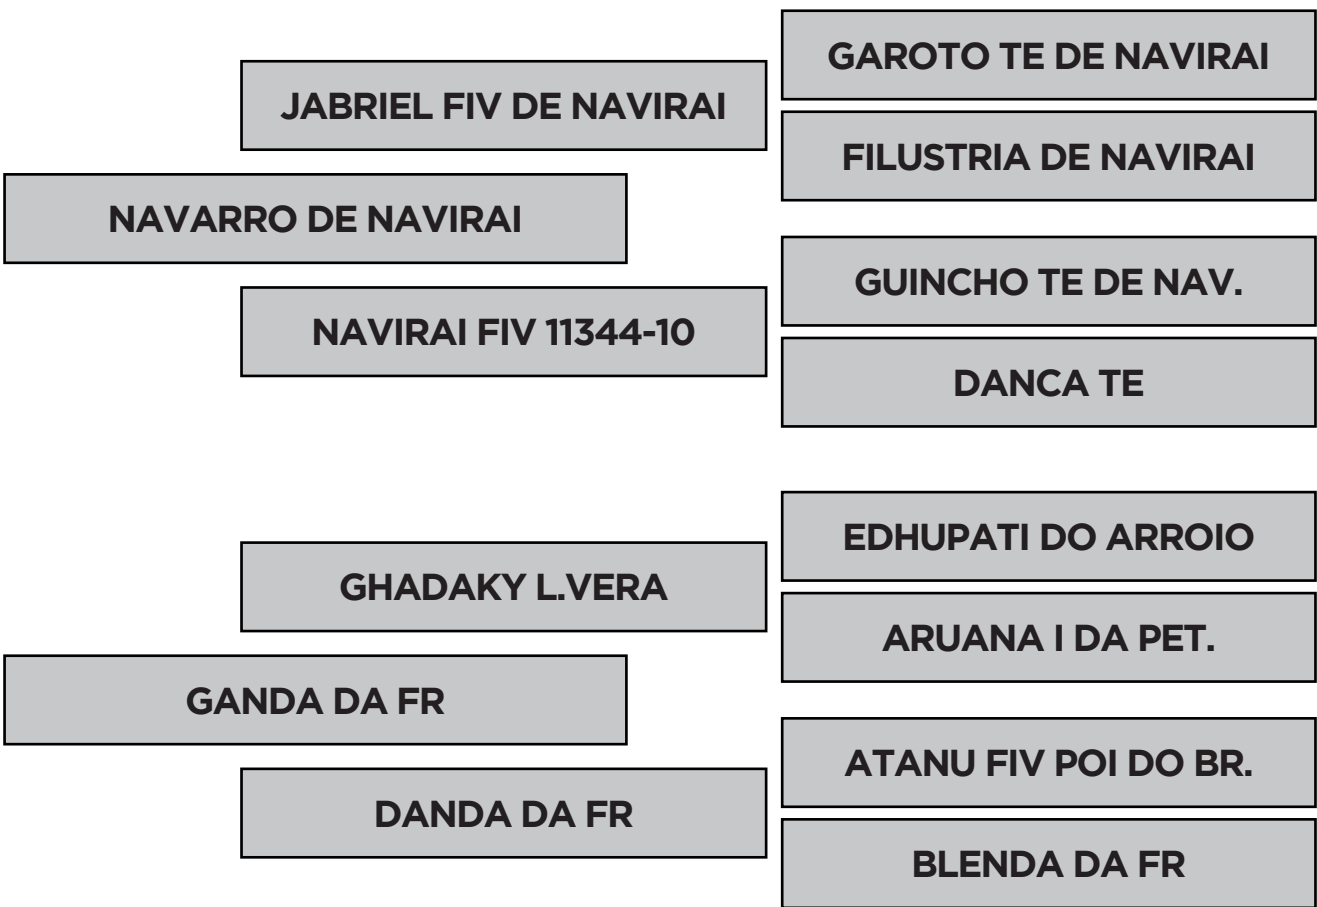 GAROTO TE DE NAVIRAI
JABRIEL FIV DE NAVIRAI
FILUSTRIA DE NAVIRAI
NAVARRO DE NAVIRAI
GUINCHO TE DE NAV.
NAVIRAI FIV 11344-10
DANCA TE
EDHUPATI DO ARROIO
GHADAKY L.VERA
ARUANA I DA PET.
GANDA DA FR
ATANU FIV POI DO BR.
DANDA DA FR
BLENDA DA FR